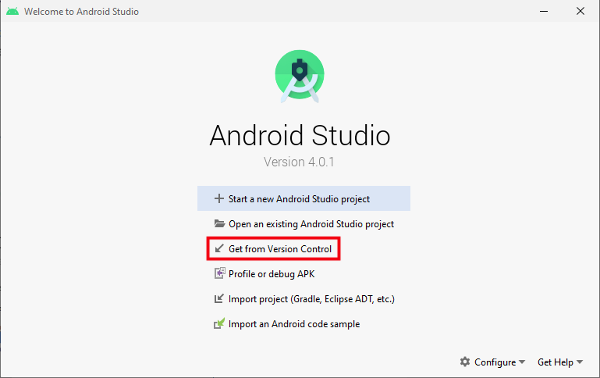 Welcome to Android Studio
Android Studio
Version 4.0.1
Start a new Android Studio project
Open an existing Android Studio project
Get from Version Control
Profile or debug APK
Import project (Gradle, Eclipse ADT, etc.)
Import an Android code sample
Configure Get Help